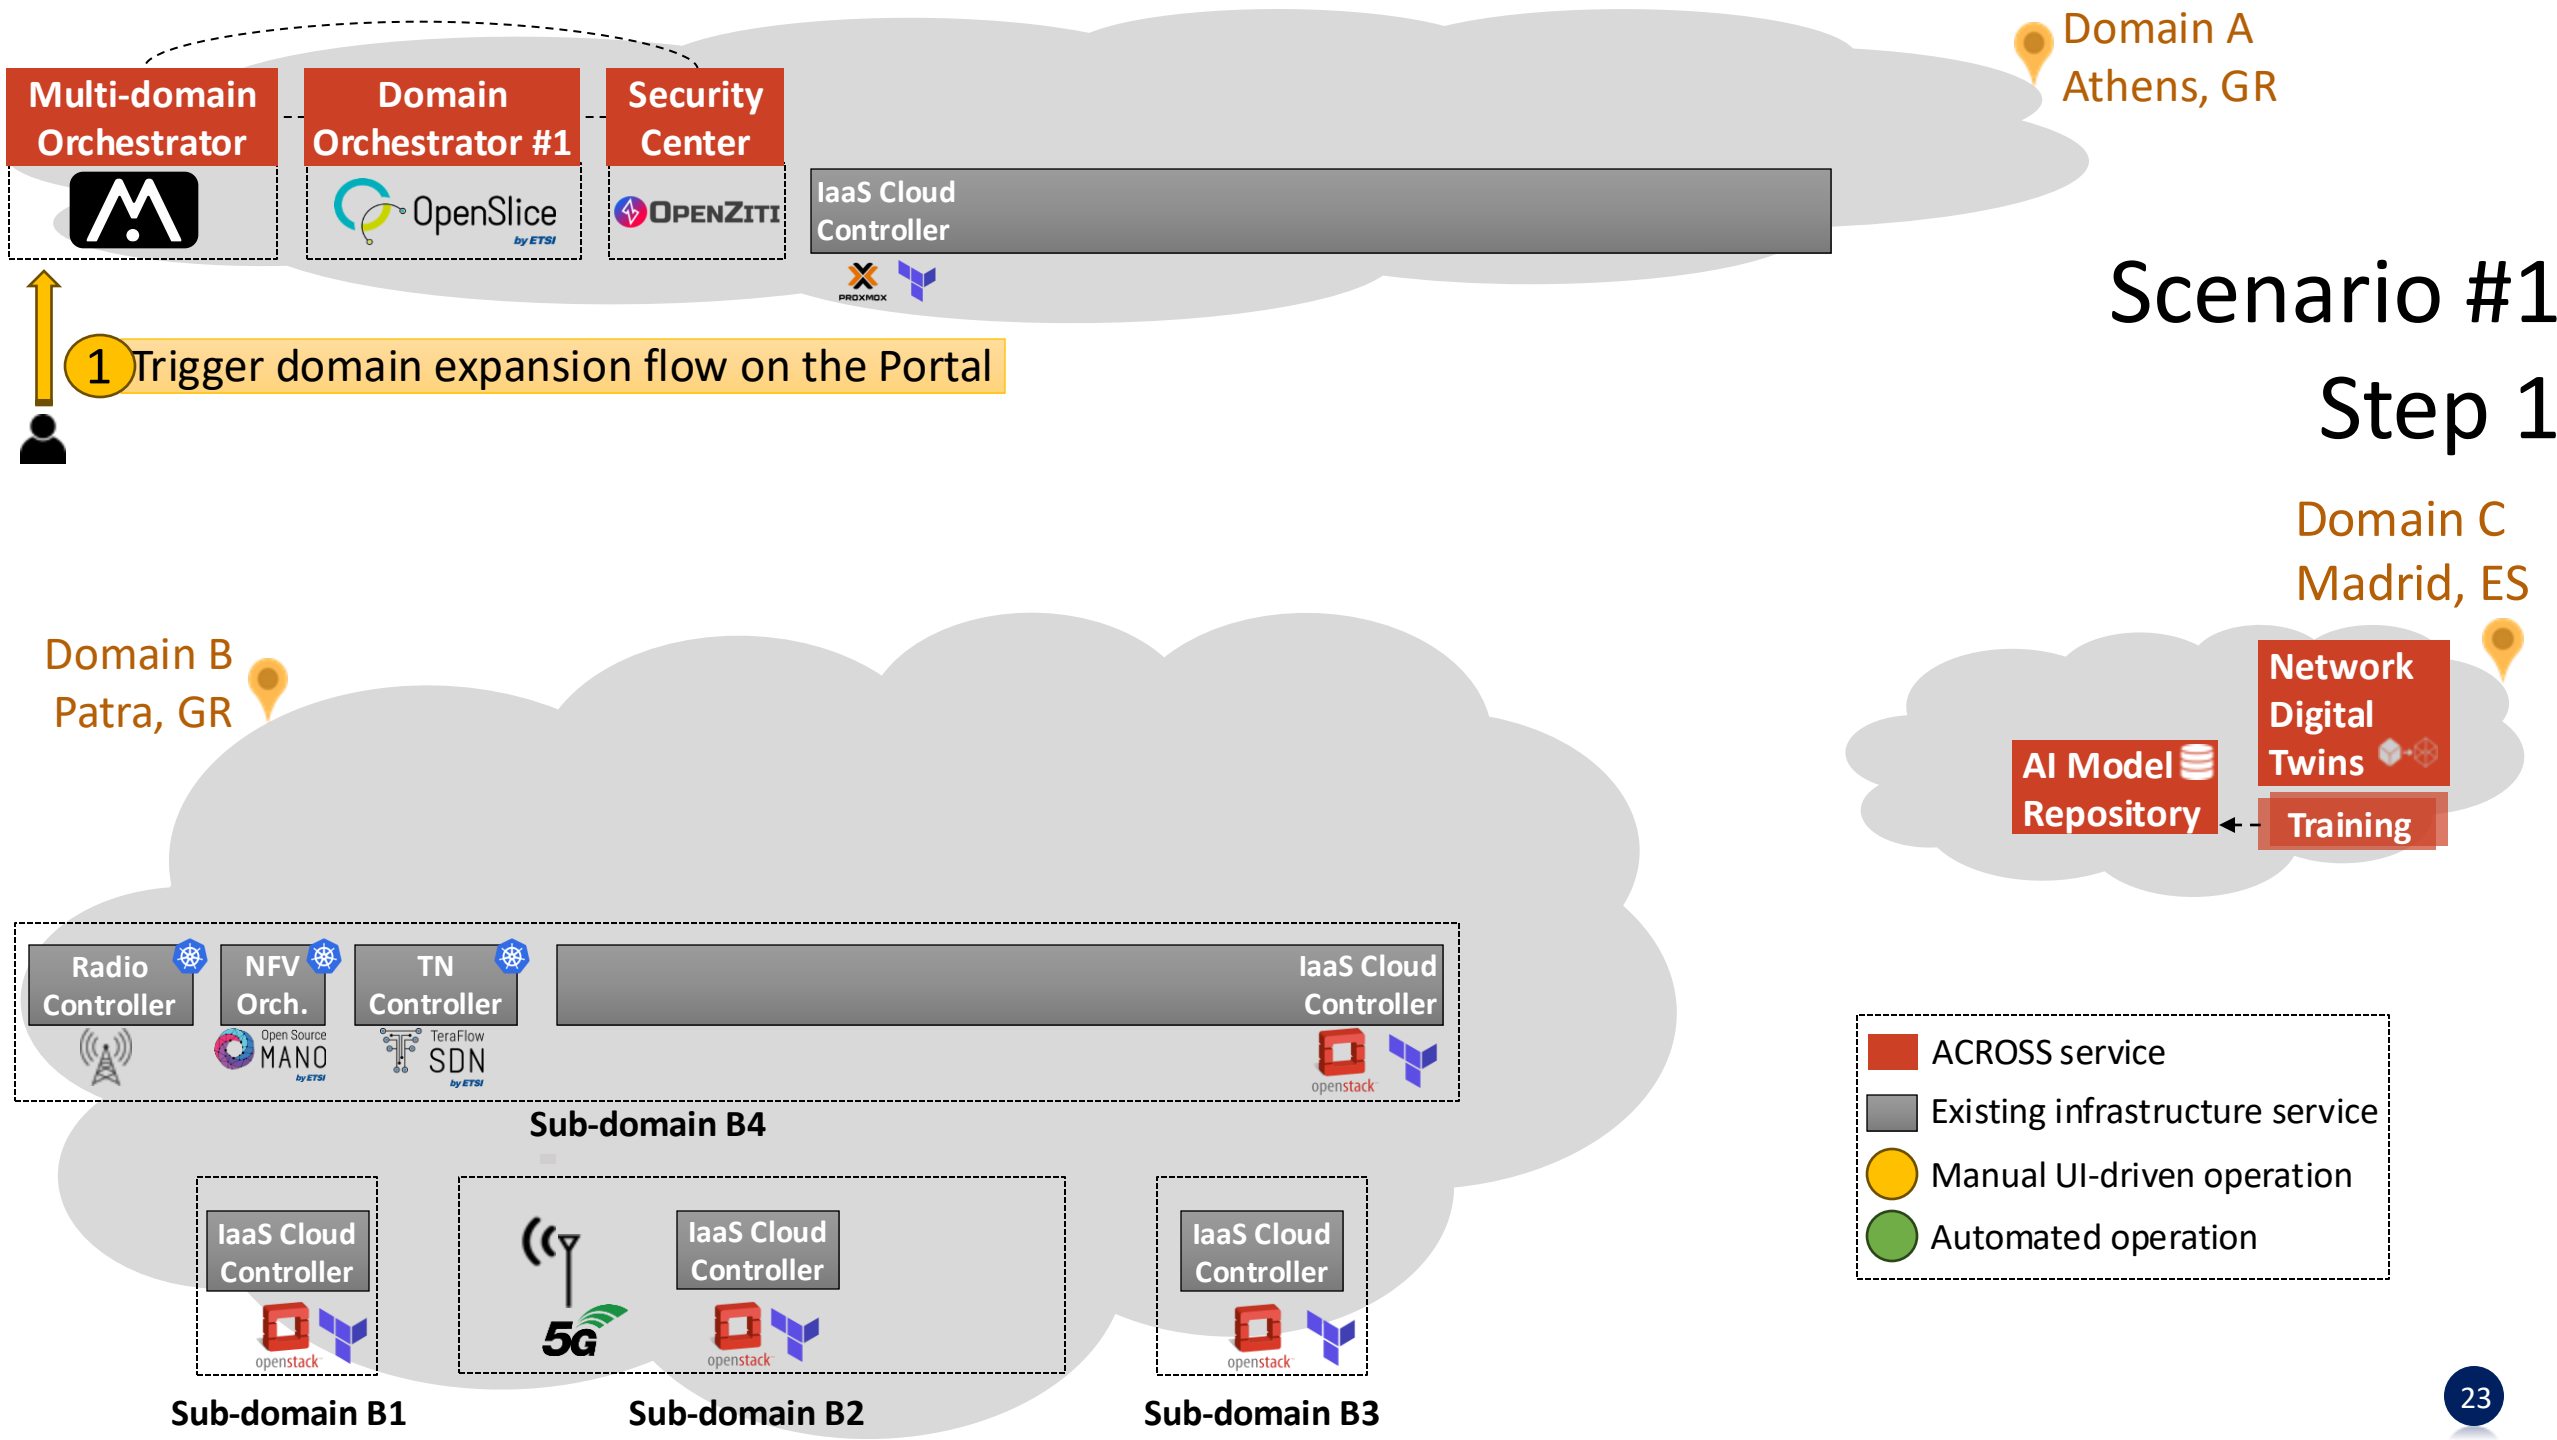 Domain A
Athens, GR
Multi-domain
Orchestrator
Domain
Orchestrator #1
Security
Center
OpenSlice
by ETSI
OPENZITI
IaaS Cloud
Controller
PROXMOX
Scenario #1
Step 1
1 Trigger domain expansion flow on the Portal
Domain C
Madrid, ES
Domain B
Patra, GR
Network
Digital
Twins
AI Model
Repository
Training
Radio
Controller
NFV
Orch.
Open Source
MANO
by ETSI
TN
Controller
TeraFlow
SDN
by ETSI
IaaS Cloud
Controller
openstack
Sub-domain B4
IaaS Cloud
Controller
openstack
Sub-domain B1
5G
IaaS Cloud
Controller
openstack
Sub-domain B2
IaaS Cloud
Controller
openstack
Sub-domain B3
ACROSS service
Existing infrastructure service
Manual UI-driven operation
Automated operation
23